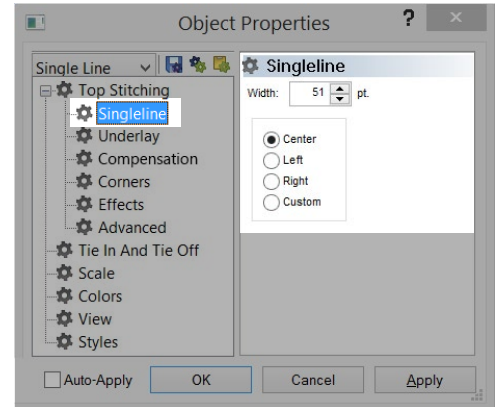 Object Properties ?
Single Line
Top Stitching
Singleline
Underlay
Compensation
Corners
Effects
Advanced
Tie In And Tie Off
Scale
Colors
View
Styles
Singleline
Width: 51 pt.
Center
Left
Right
Custom
Auto-Apply OK Cancel Apply